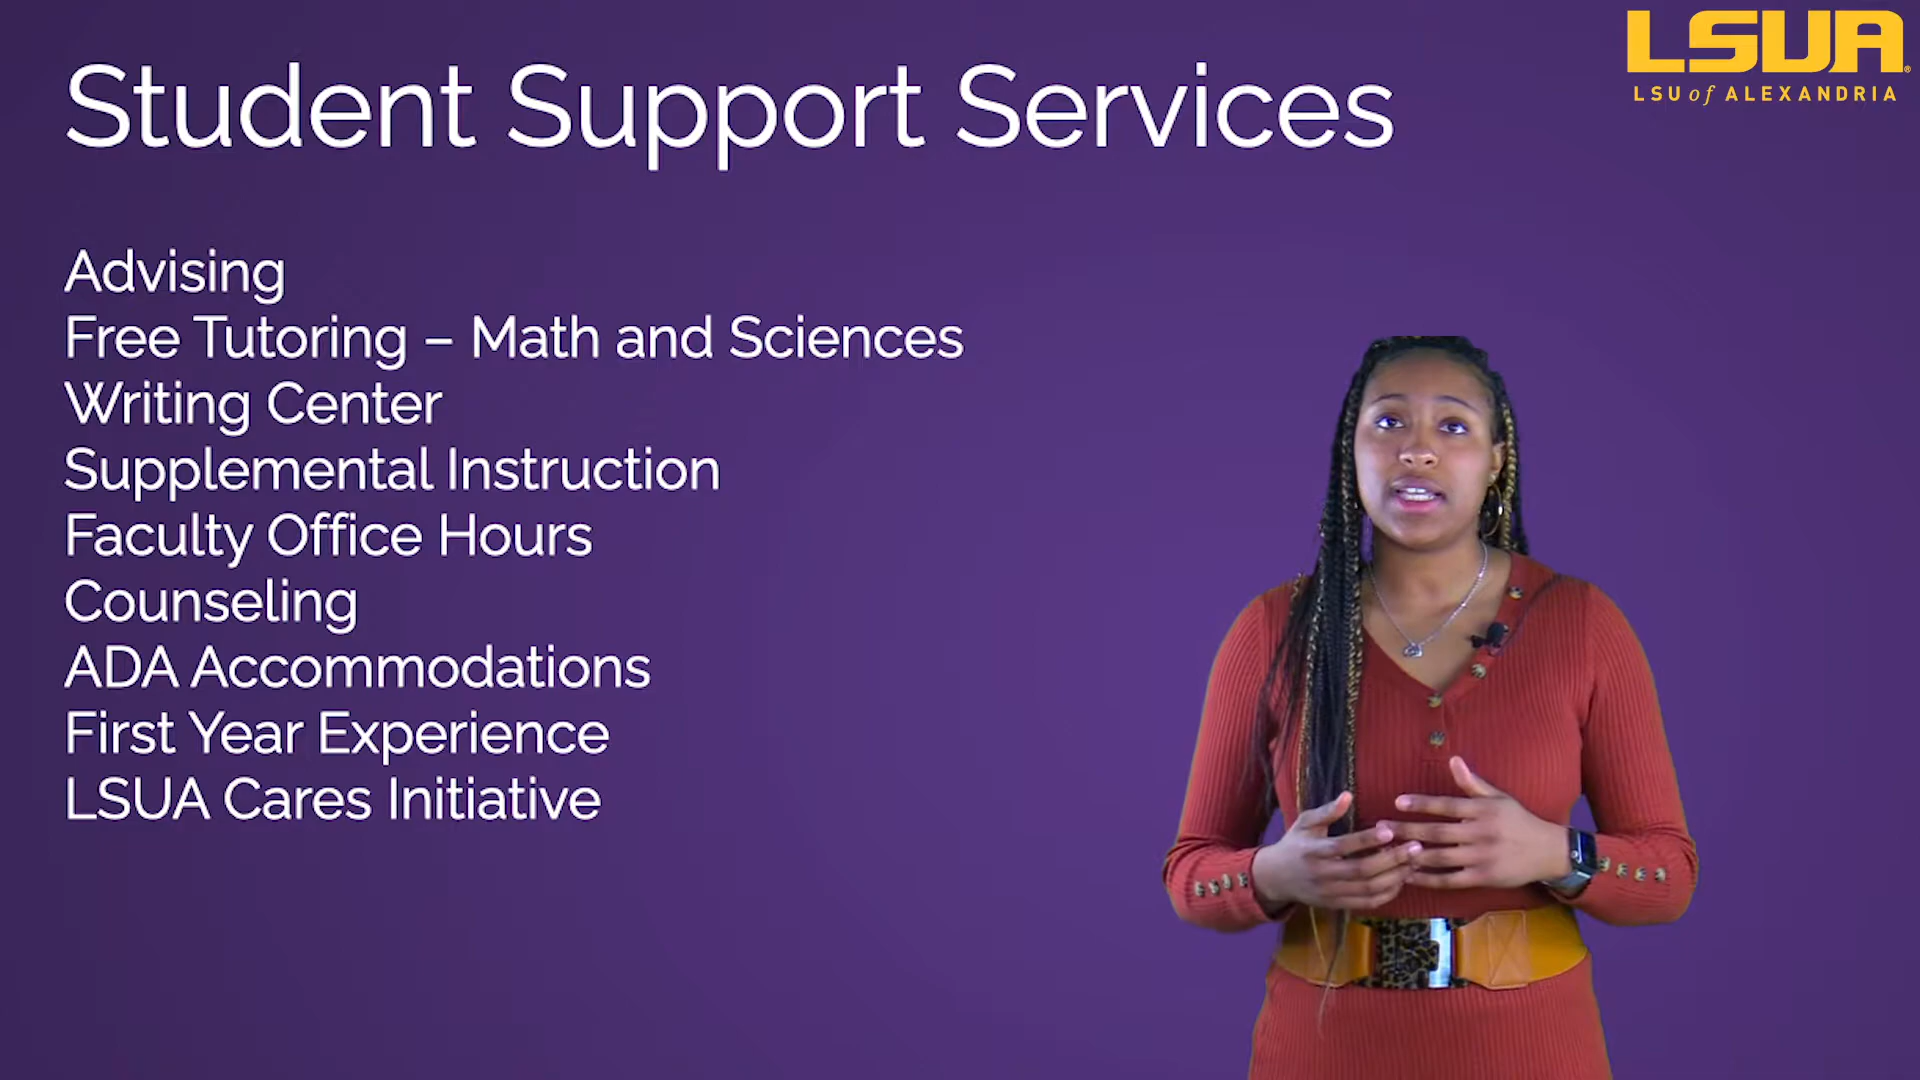 LSUA
LSU of ALEXANDRIA
Student Support Services
Advising
Free Tutoring – Math and Sciences
Writing Center
Supplemental Instruction
Faculty Office Hours
Counseling
ADA Accommodations
First Year Experience
LSUA Cares Initiative